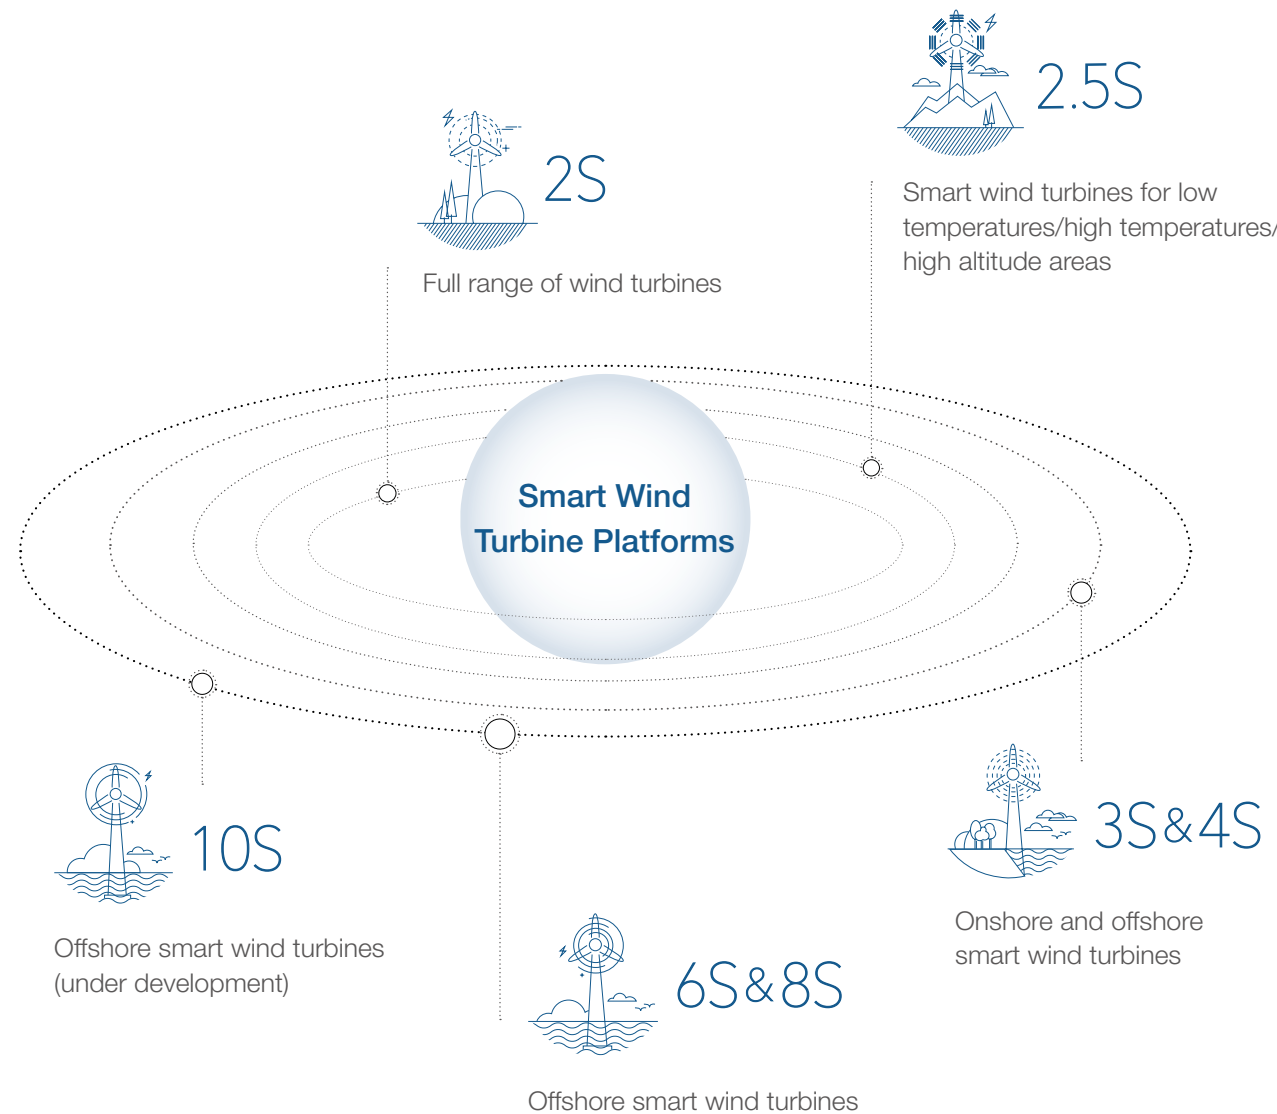 2.5S
Smart wind turbines for low
temperatures/high temperatures/
high altitude areas
2S
Full range of wind turbines
Smart Wind
Turbine Platforms
3S&4S
Onshore and offshore
smart wind turbines
10S
Offshore smart wind turbines
(under development)
6S&8S
Offshore smart wind turbines